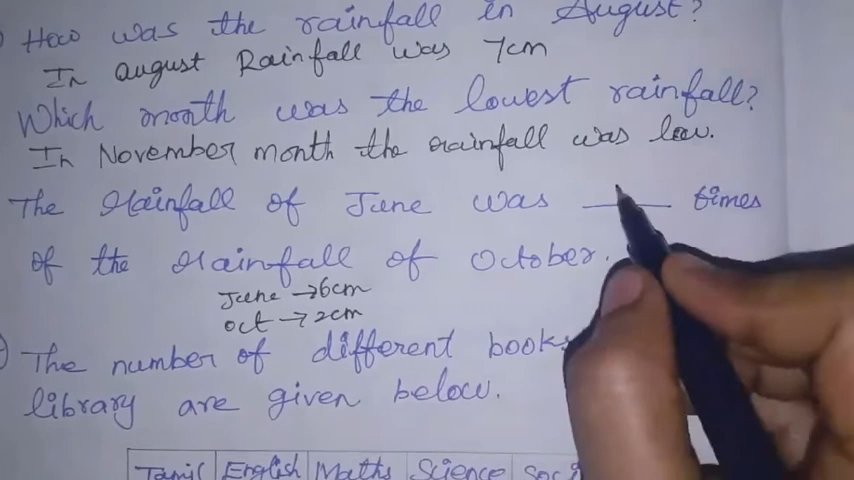 How was the rainfall in August?
In august Rainfall was 7cm
Which month was the lowest rainfall?
In November month the rainfall was low.
The Rainfall of June was ____ times
of the Rainfall of October.
June → 6cm
oct → 2cm
The number of different books
library are given below.
Tamil English Maths Science